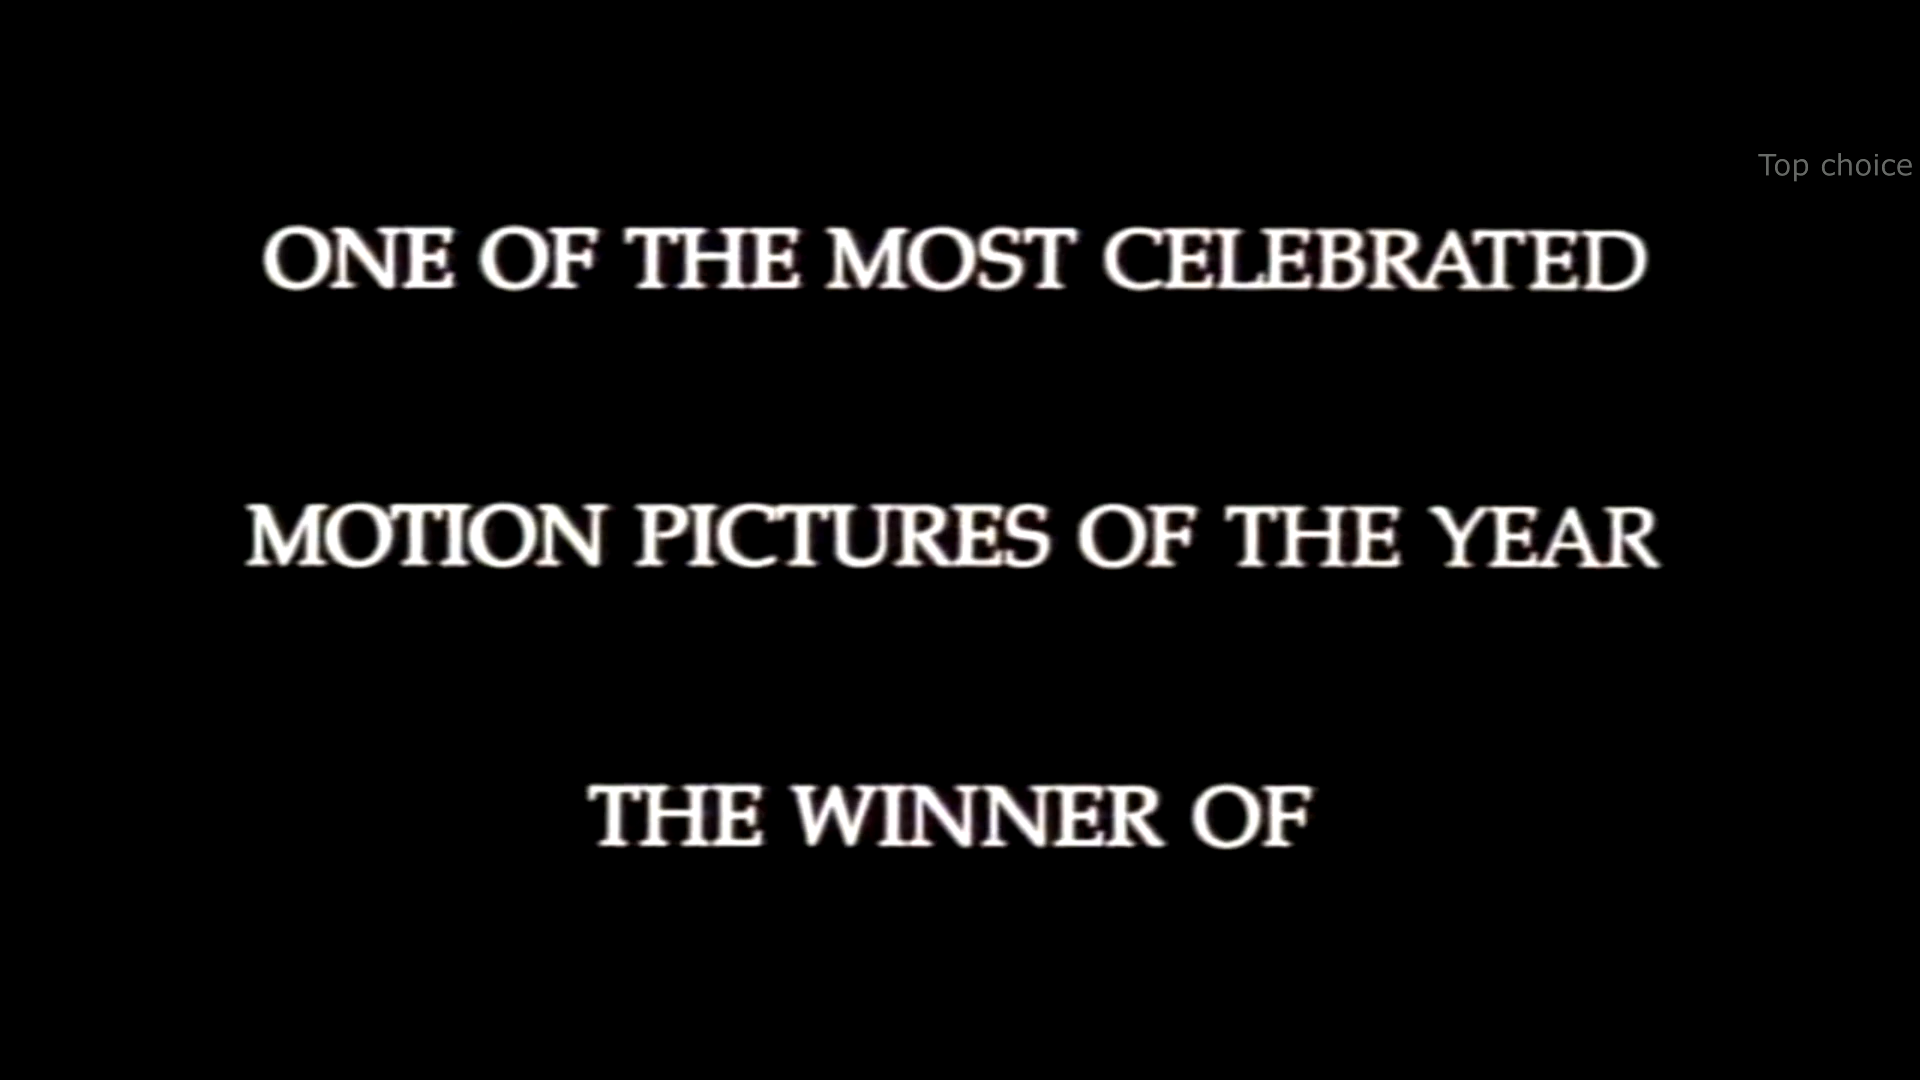 Top choice
ONE OF THE MOST CELEBRATED
MOTION PICTURES OF THE YEAR
THE WINNER OF